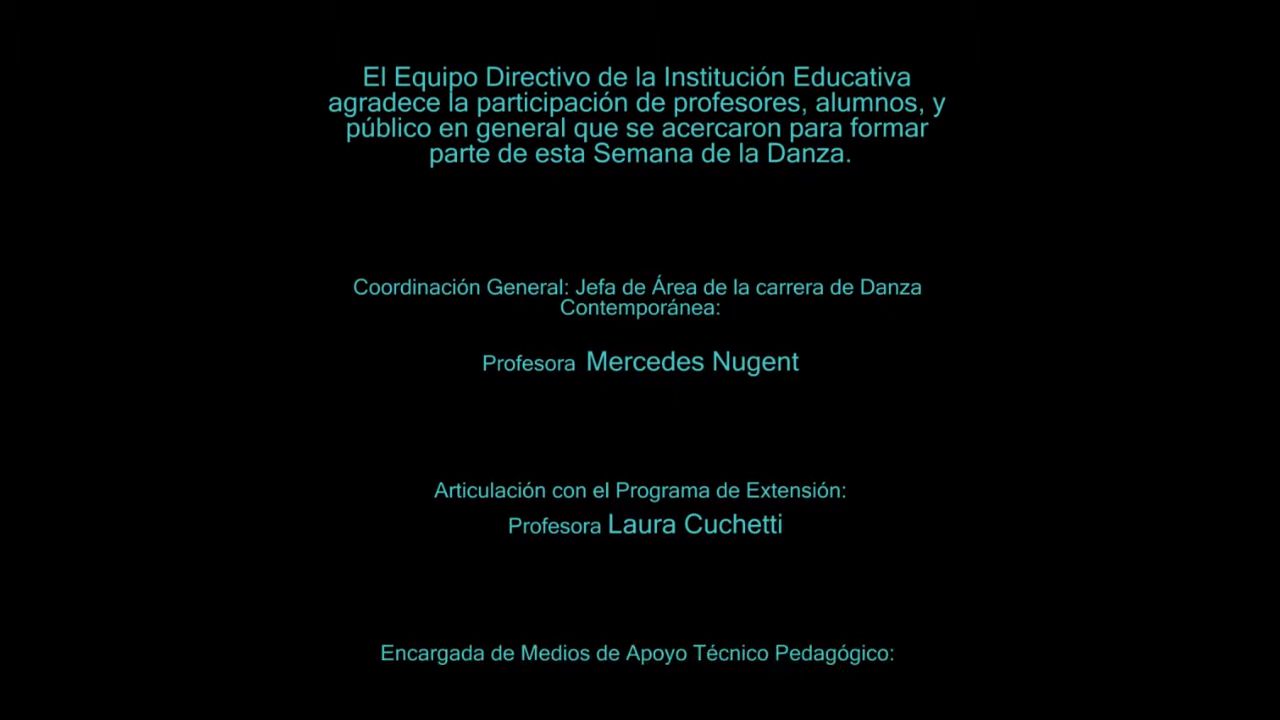 El Equipo Directivo de la Institución Educativa
agradece la participación de profesores, alumnos, y
público en general que se acercaron para formar
parte de esta Semana de la Danza.
Coordinación General: Jefa de Área de la carrera de Danza
Contemporánea:
Profesora Mercedes Nugent
Articulación con el Programa de Extensión:
Profesora Laura Cuchetti
Encargada de Medios de Apoyo Técnico Pedagógico: